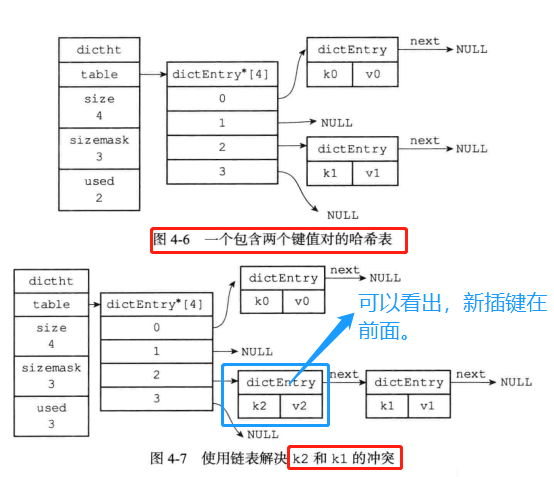 dictht
table
size
4
sizemask
3
used
2
dictEntry*[4]
0
1
2
3
dictEntry
k0 v0
next
NULL
NULL
dictEntry
k1 v1
next
NULL
NULL
图 4-6 一个包含两个键值对的哈希表
dictht
table
size
4
sizemask
3
used
3
dictEntry*[4]
0
1
2
3
dictEntry
k0 v0
next
NULL
NULL
dictEntry
k2 v2
next
dictEntry
k1 v1
next
NULL
NULL
可以看出，新插键在
前面。
图 4-7 使用链表解决 k2 和 k1 的冲突